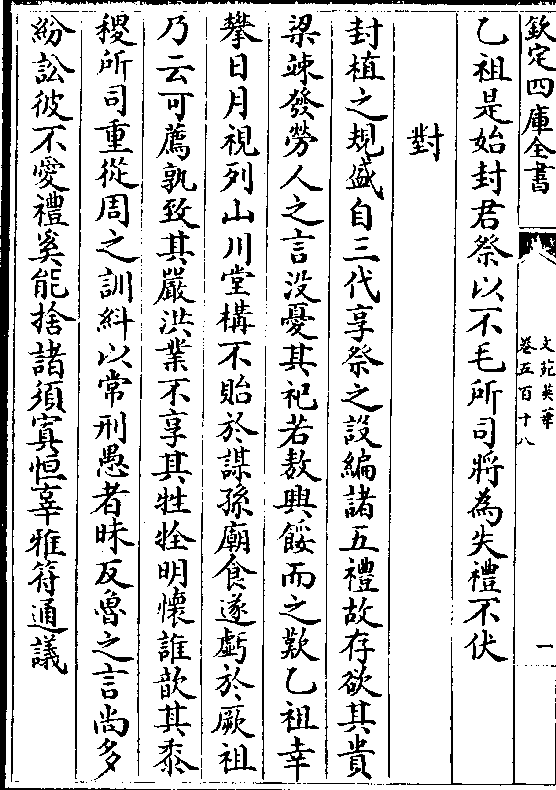 欽定四庫全書
文苑英華
卷五百十八
一
乙祖是始封君祭以不毛所司將為失禮不伏
對
封植之規盛自三代享祭之設編諸五禮故存欲其貴
梁竦發勞人之言没憂其祀若敖興餒而之歎乙祖幸
攀日月視列山川堂構不貽於謀孫廟食遂虧於厥祖
乃云可薦孰致其嚴洪業不享其牲牷明懷誰歆其黍
稷所司重從周之訓糾以常刑愚者昧反魯之言尚多
紛訟彼不愛禮奚能捨諸須寘恒辜雅符通議